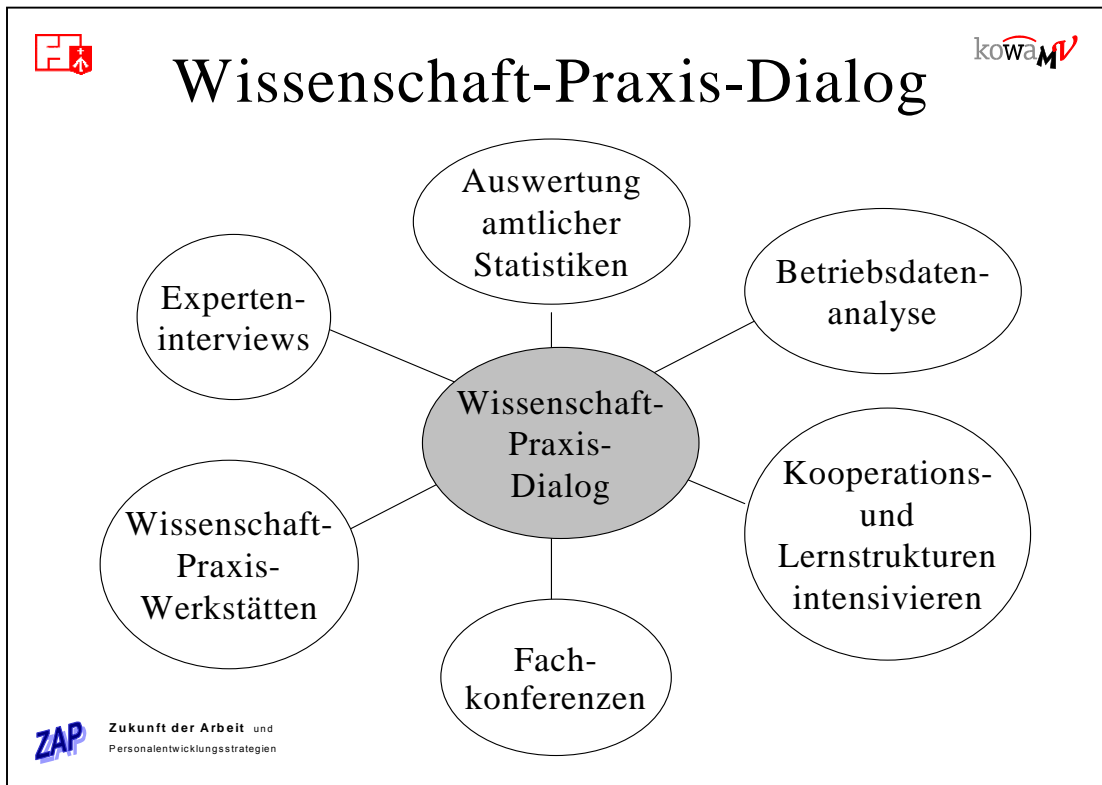 kowa MV
Wissenschaft-Praxis-Dialog
Auswertung
amtlicher
Statistiken
Betriebsdaten-
analyse
Experten-
interviews
Wissenschaft-
Praxis-
Dialog
Kooperations-
und
Lernstrukturen
intensivieren
Wissenschaft-
Praxis-
Werkstätten
Fach-
konferenzen
ZAP
Zukunft der Arbeit und
Personalentwicklungsstrategien